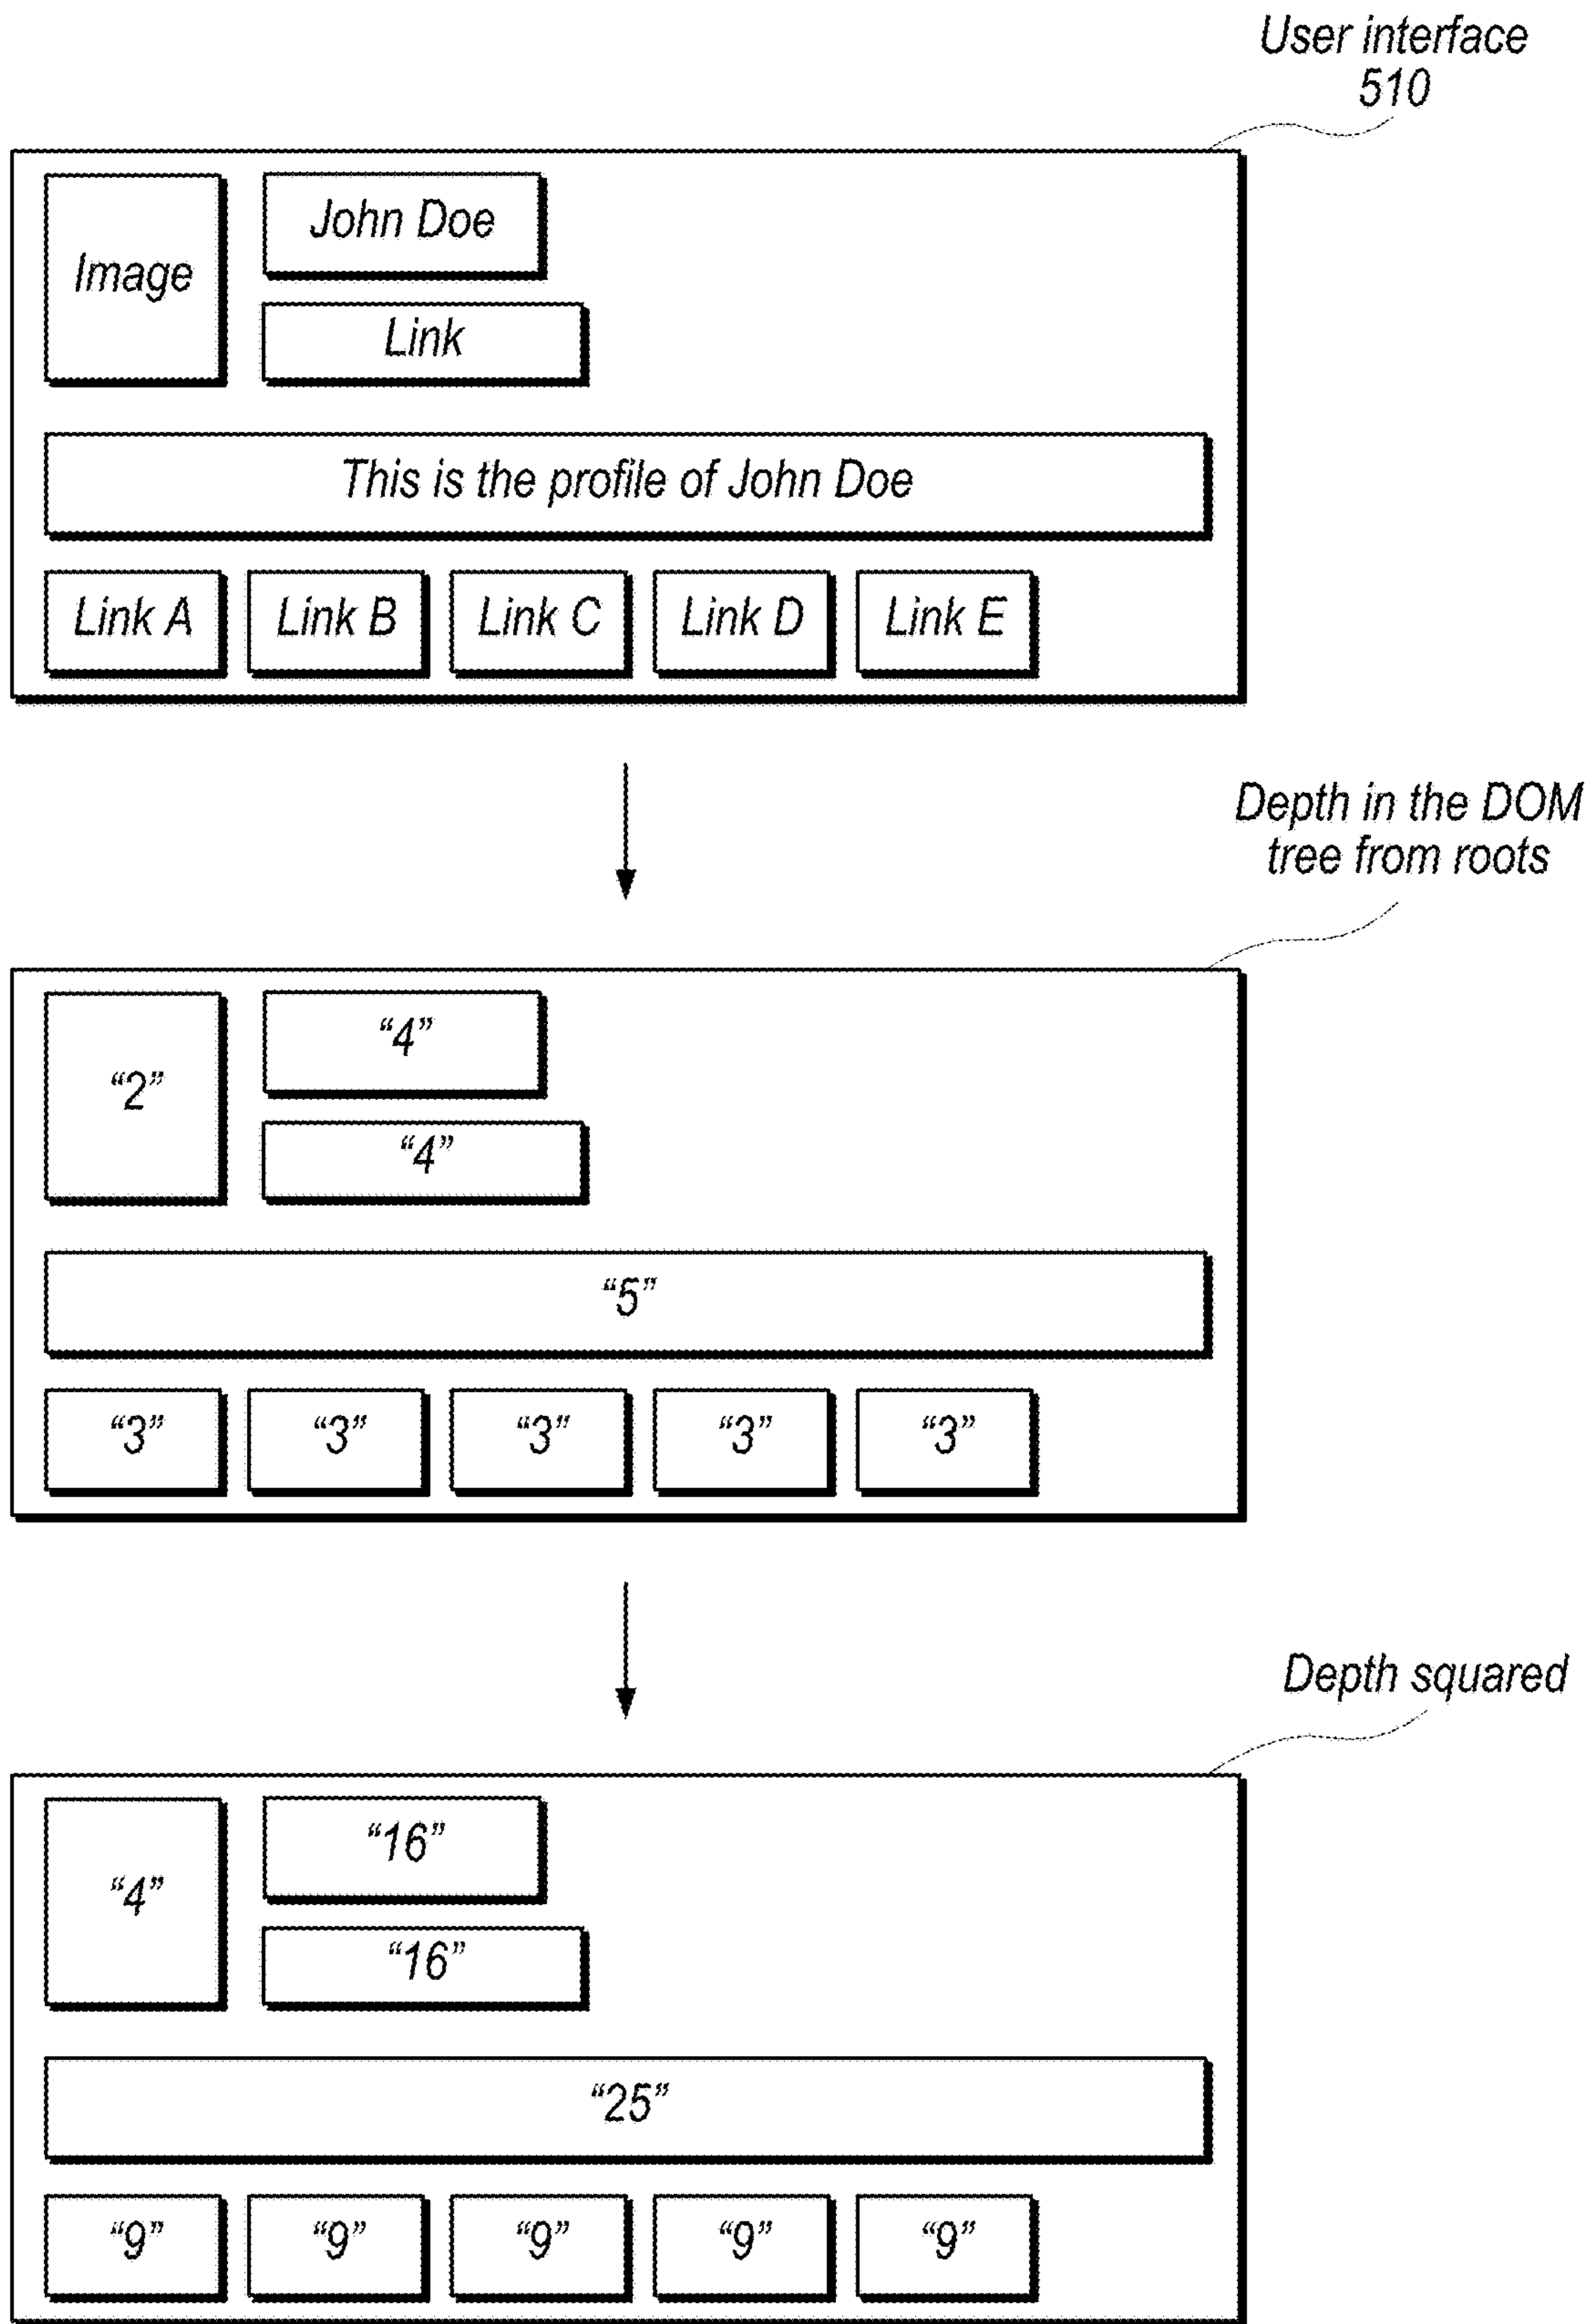 User interface
510
Image
John Doe
Link
This is the profile of John Doe
Link A Link B Link C Link D Link E
Depth in the DOM
tree from roots
“2”
“4”
“4”
“5”
“3” “3” “3” “3” “3”
Depth squared
“4”
“16”
“16”
“25”
“9” “9” “9” “9” “9”